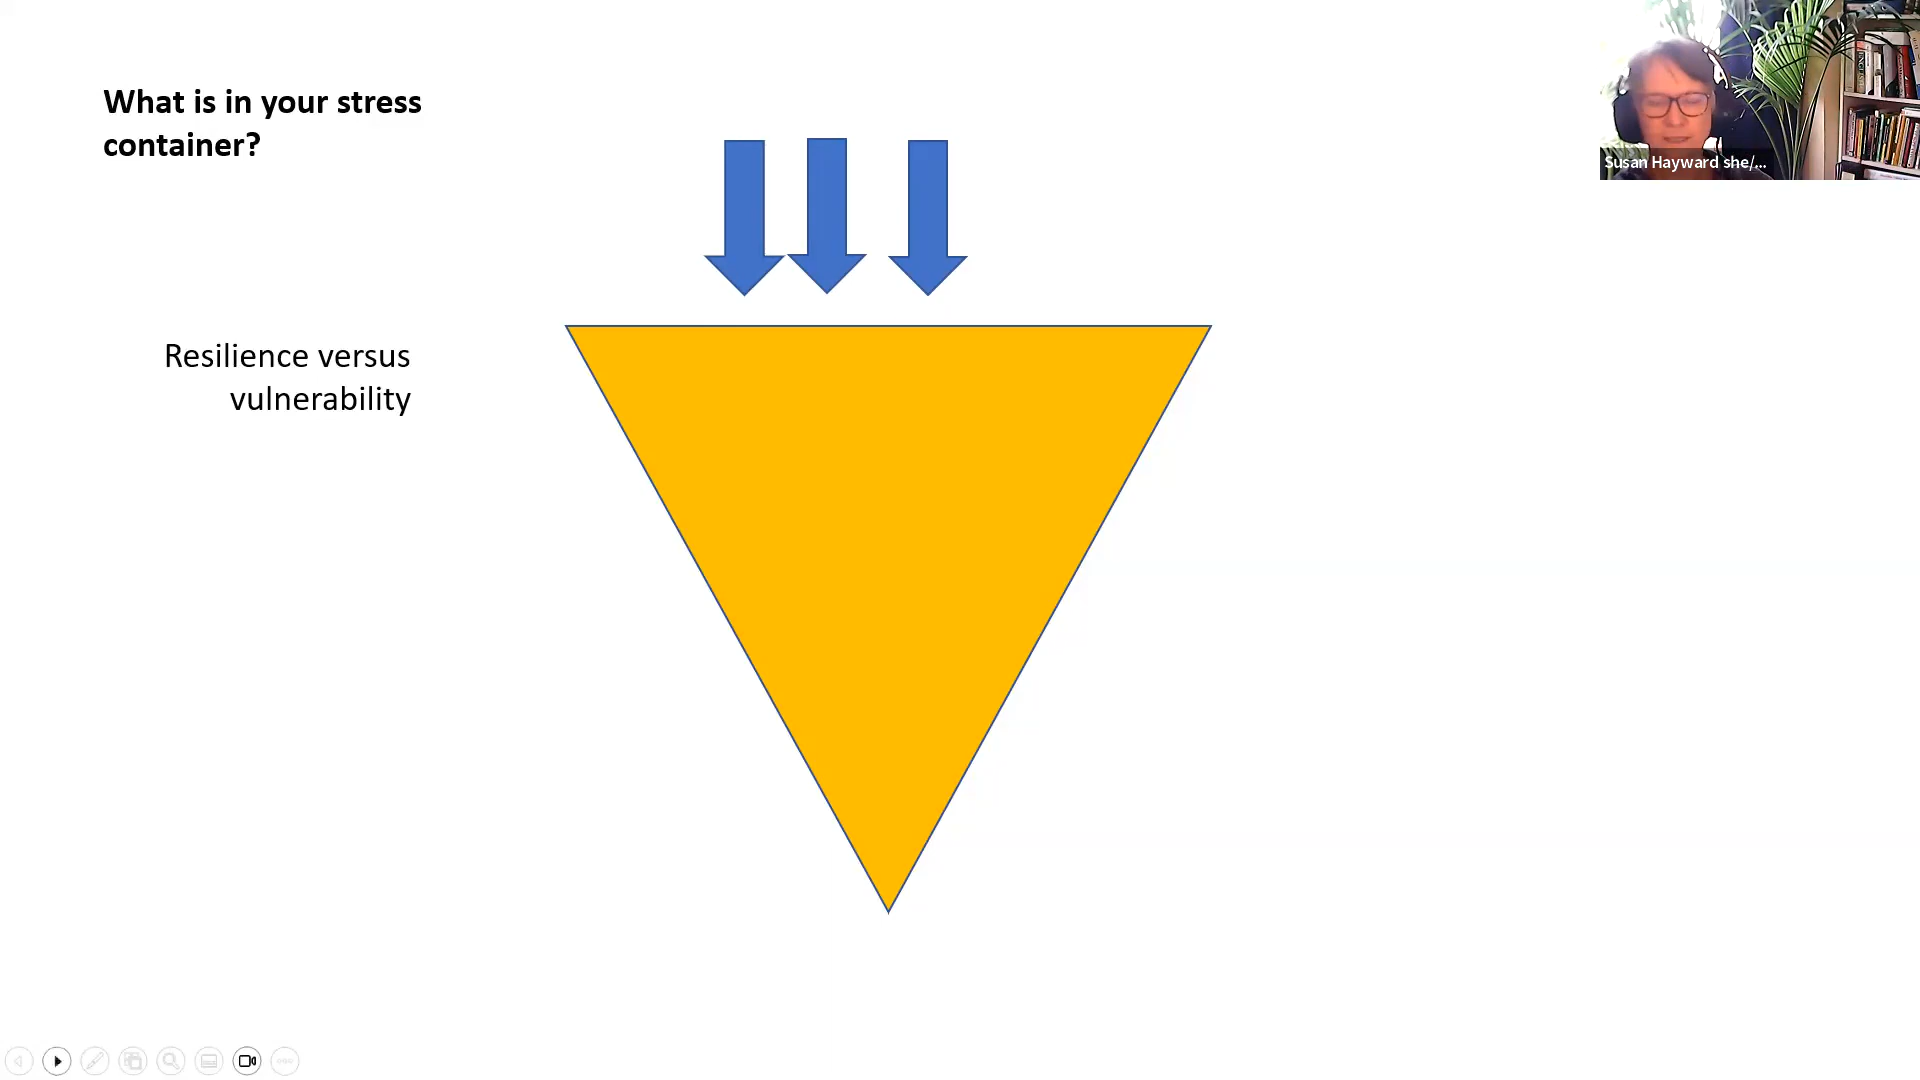 What is in your stress
container?
Resilience versus
vulnerability
Susan Hayward she/...